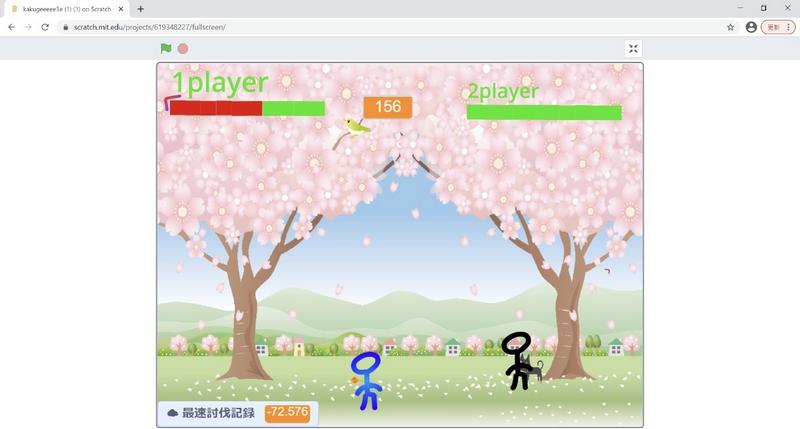 kakugeeeee3e (1) (1) on Scratch
scratch.mit.edu/projects/619348227/fullscreen/
更新
1player
156
2player
最速討伐記録 -72.576